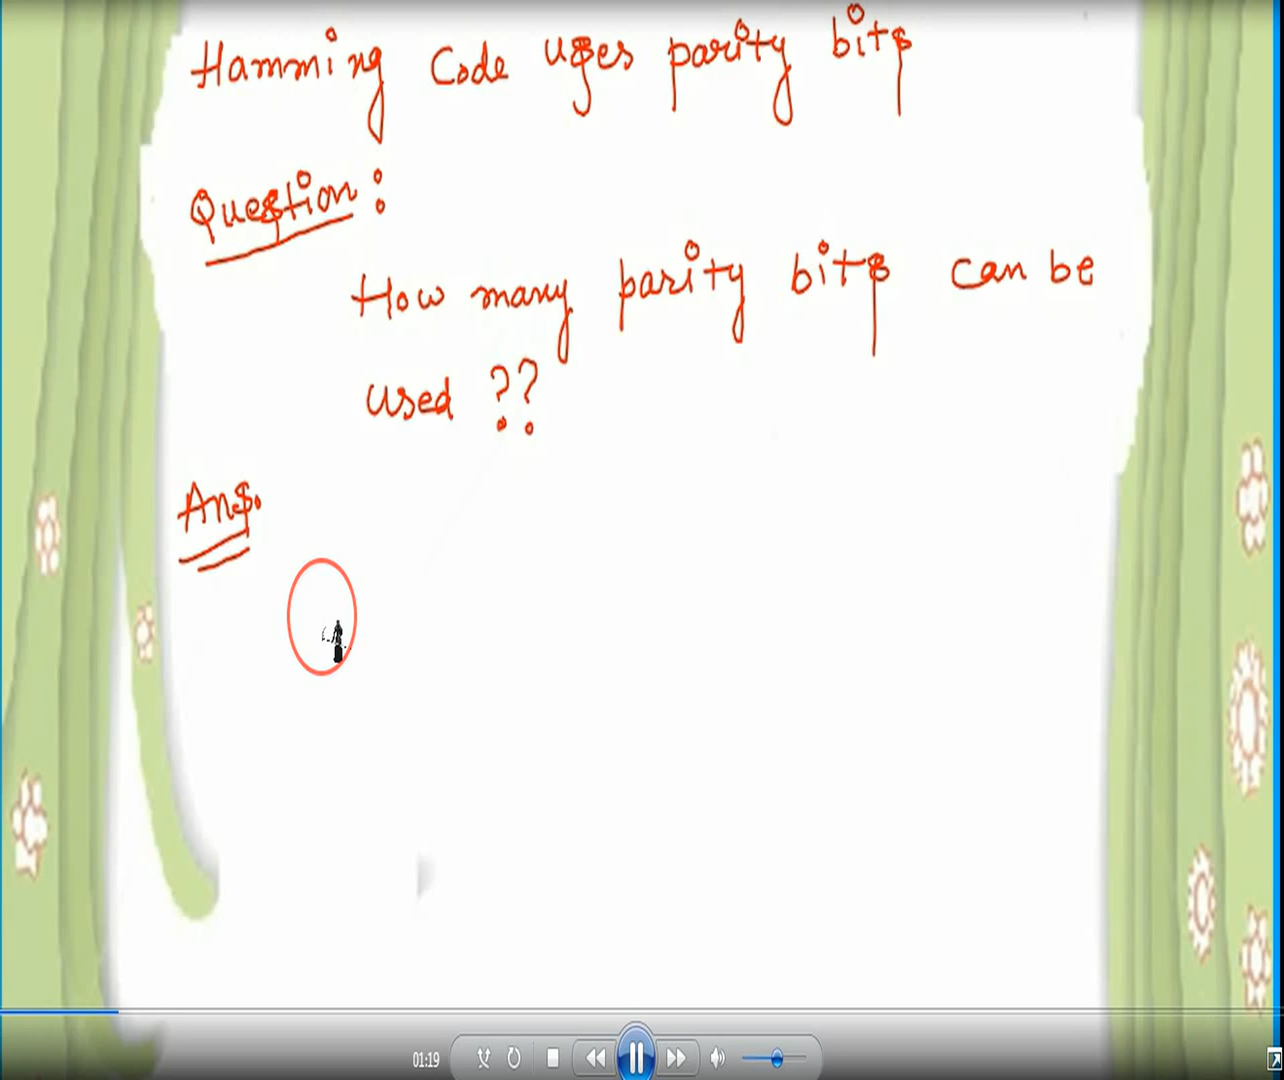 Hamming Code uses parity bits
Question:
How many parity bits can be
used ??
Ans.
01:19